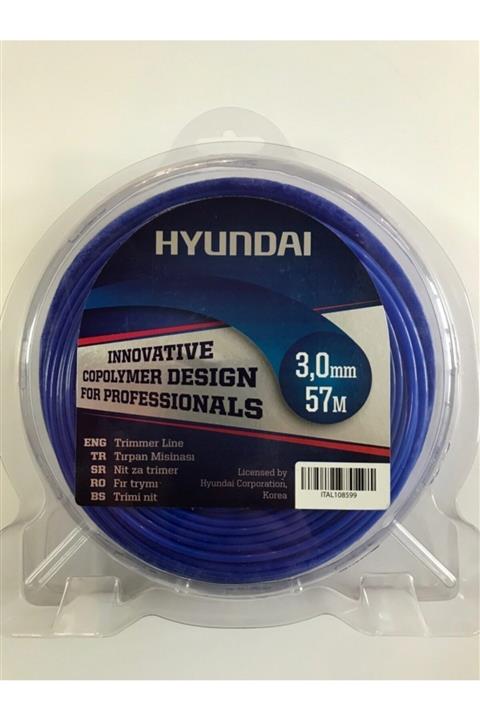 HYUNDAI
INNOVATIVE
COPOLYMER DESIGN
FOR PROFESSIONALS
3,0mm
57M
ENG Trimmer Line
TR Tırpan Misinası
SR Nit za trimer
RO Fır trymı
BS Trimi nit
Licensed by
Hyundai Corporation,
Korea
ITAL108599